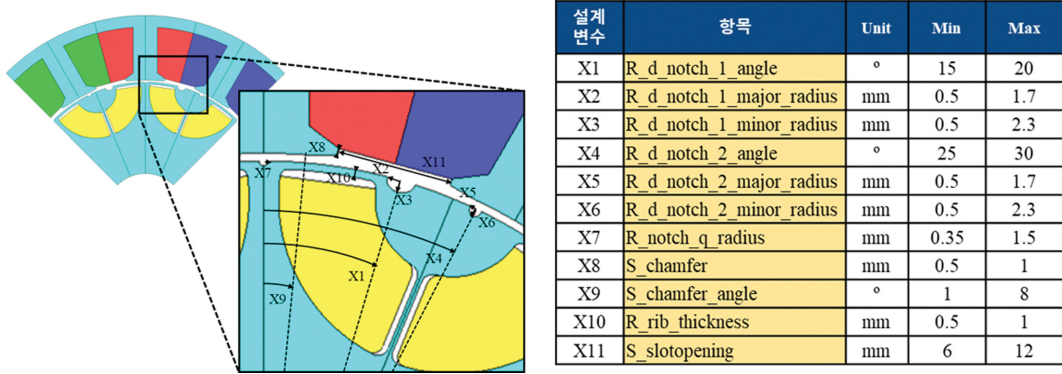 X8
X11
X2
X7
X10
X5
X3
X6
X4
X1
X9
설계 변수 항목 Unit Min Max
X1 R_d_notch_1_angle º 15 20
X2 R_d_notch_1_major_radius mm 0.5 1.7
X3 R_d_notch_1_minor_radius mm 0.5 2.3
X4 R_d_notch_2_angle º 25 30
X5 R_d_notch_2_major_radius mm 0.5 1.7
X6 R_d_notch_2_minor_radius mm 0.5 2.3
X7 R_notch_q_radius mm 0.35 1.5
X8 S_chamfer mm 0.5 1
X9 S_chamfer_angle º 1 8
X10 R_rib_thickness mm 0.5 1
X11 S_slotopening mm 6 12